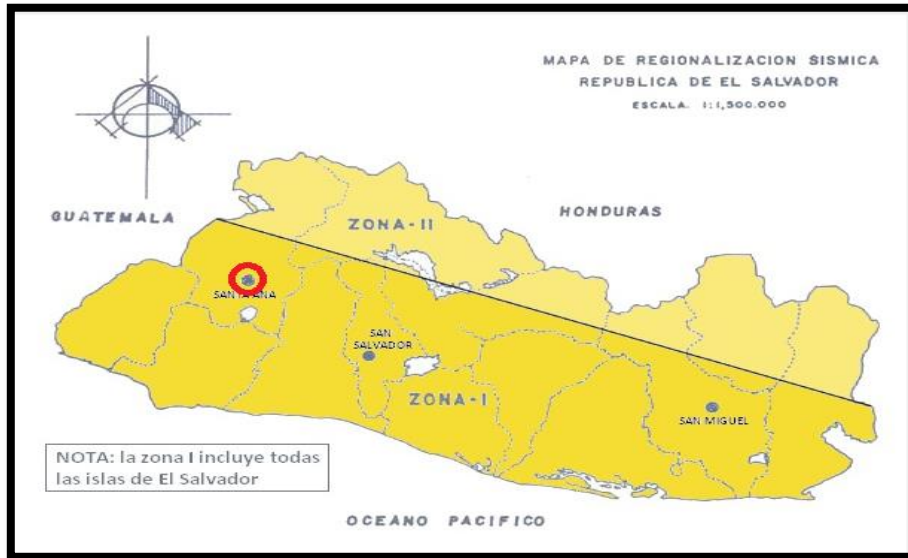 MAPA DE REGIONALIZACION SISMICA
REPUBLICA DE EL SALVADOR
ESCALA. 1:1,500.000
GUATEMALA
HONDURAS
ZONA-II
SANTA ANA
SAN
SALVADOR
ZONA-I
SAN MIGUEL
NOTA: la zona I incluye todas
las islas de El Salvador
OCEANO PACIFICO